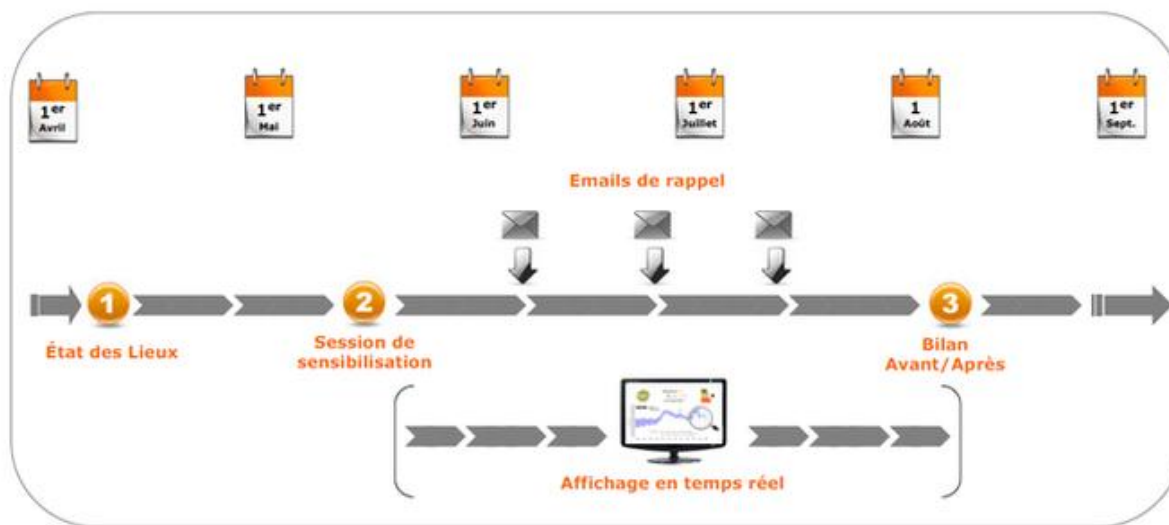 1er
Avril
1er
Mai
1er
Juin
1er
Juillet
1
Août
1er
Sept.
Emails de rappel
1
2
3
État des Lieux
Session de
sensibilisation
Bilan
Avant/Après
Affichage en temps réel